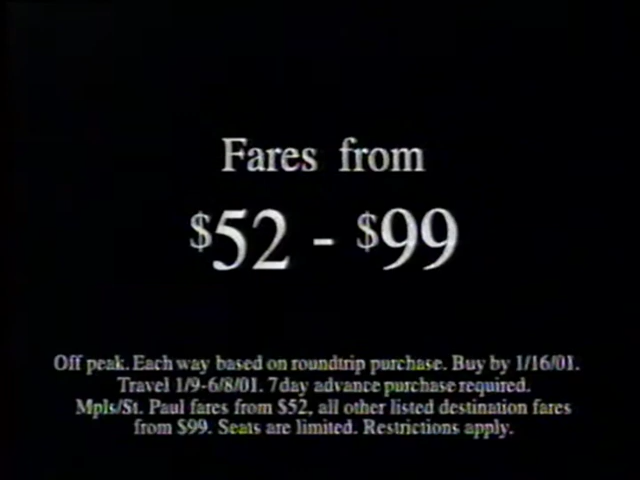 Fares from
$52 - $99
Off peak. Each way based on roundtrip purchase. Buy by 1/16/01.
Travel 1/9-6/8/01. 7 day advance purchase required.
Mpls/St. Paul fares from $52, all other listed destination fares
from $99. Seats are limited. Restrictions apply.